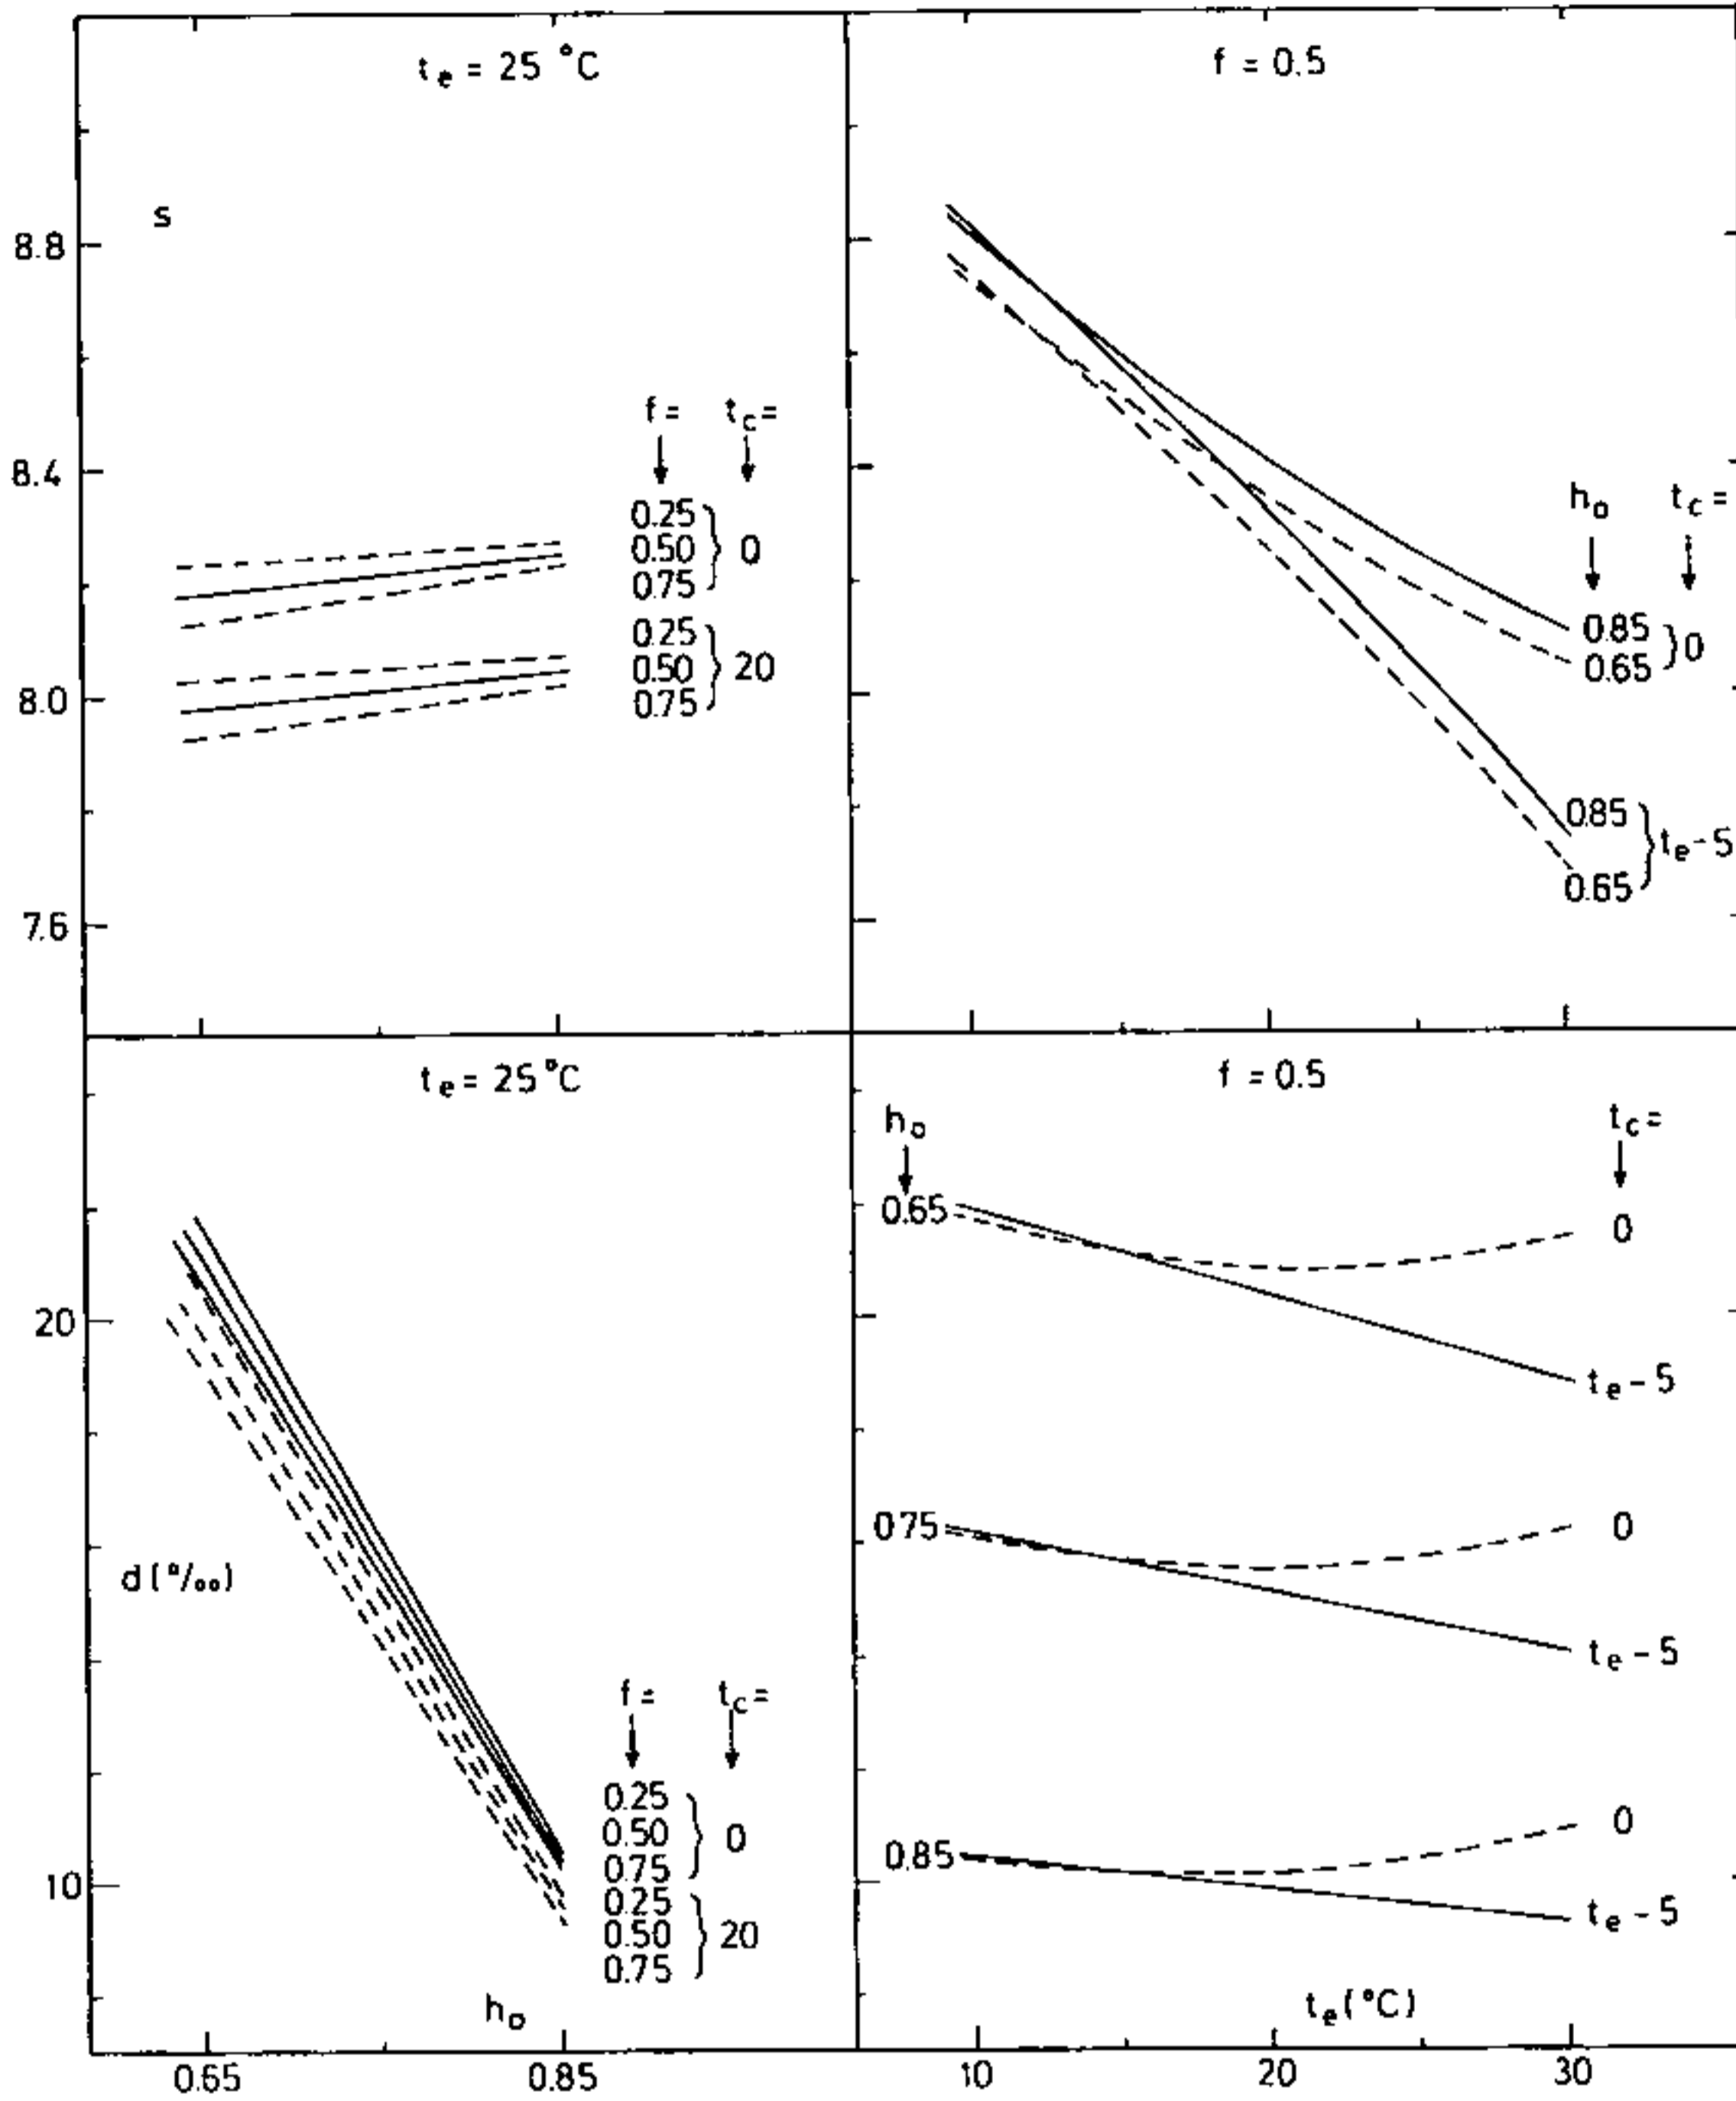 t_e = 25 °C
s
8.8
8.4
8.0
7.6
f = t_c =
0.25
0.50 } 0
0.75
0.25
0.50 } 20
0.75
f = 0.5
h_o t_c =
0.85
0.65 } 0
0.85
} t_e - 5
0.65
t_e = 25 °C
20
d (‰)
10
f = t_c =
0.25
0.50 } 0
0.75
0.25
0.50 } 20
0.75
h_o
0.65 0.85
f = 0.5
h_o t_c =
0.65 0
t_e - 5
0.75 0
t_e - 5
0.85 0
t_e - 5
t_e (°C)
10 20 30